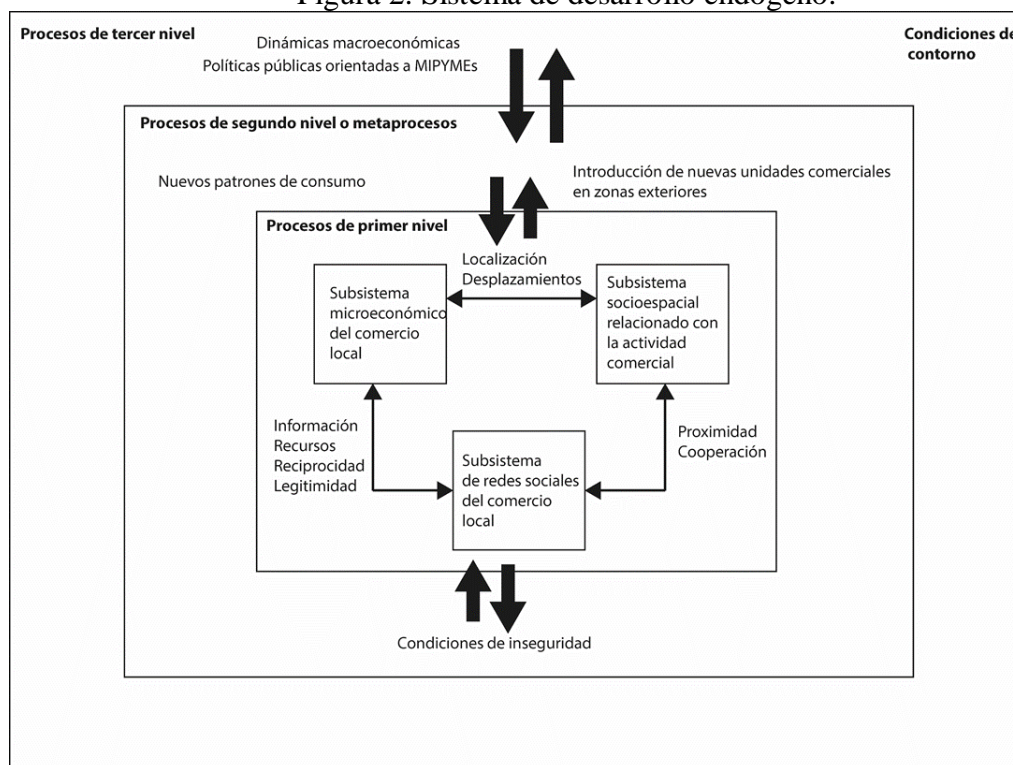 Figura 2. Sistema de desarrollo endógeno.
Procesos de tercer nivel
Condiciones de
contorno
Dinámicas macroeconómicas
Políticas públicas orientadas a MIPYMEs
Procesos de segundo nivel o metaprocesos
Nuevos patrones de consumo
Introducción de nuevas unidades comerciales
en zonas exteriores
Procesos de primer nivel
Localización
Desplazamientos
Subsistema
microeconómico
del comercio
local
Subsistema
socioespacial
relacionado con
la actividad
comercial
Información
Recursos
Reciprocidad
Legitimidad
Proximidad
Cooperación
Subsistema
de redes sociales
del comercio
local
Condiciones de inseguridad